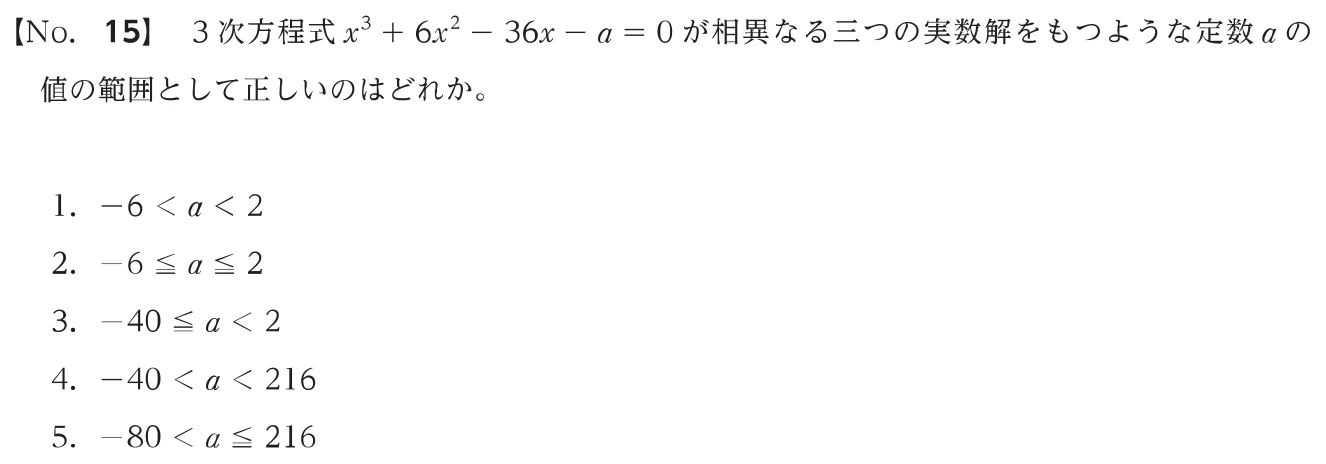 【No. 15】 3次方程式 x³ + 6x² − 36x − a = 0 が相異なる三つの実数解をもつような定数 a の
値の範囲として正しいのはどれか。
1. −6 < a < 2
2. −6 ≦ a ≦ 2
3. −40 ≦ a < 2
4. −40 < a < 216
5. −80 < a ≦ 216